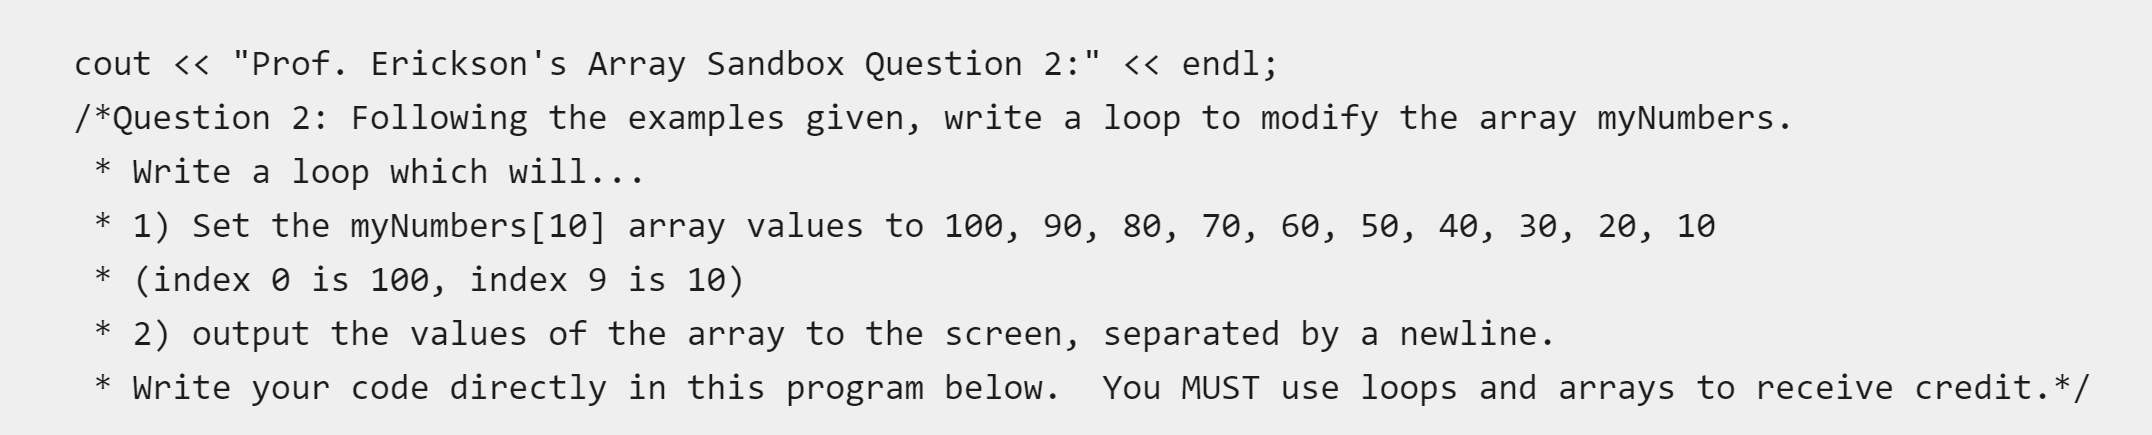 cout << "Prof. Erickson's Array Sandbox Question 2:" << endl;
/*Question 2: Following the examples given, write a loop to modify the array myNumbers.
 * Write a loop which will...
 * 1) Set the myNumbers[10] array values to 100, 90, 80, 70, 60, 50, 40, 30, 20, 10
 * (index 0 is 100, index 9 is 10)
 * 2) output the values of the array to the screen, separated by a newline.
 * Write your code directly in this program below.  You MUST use loops and arrays to receive credit.*/